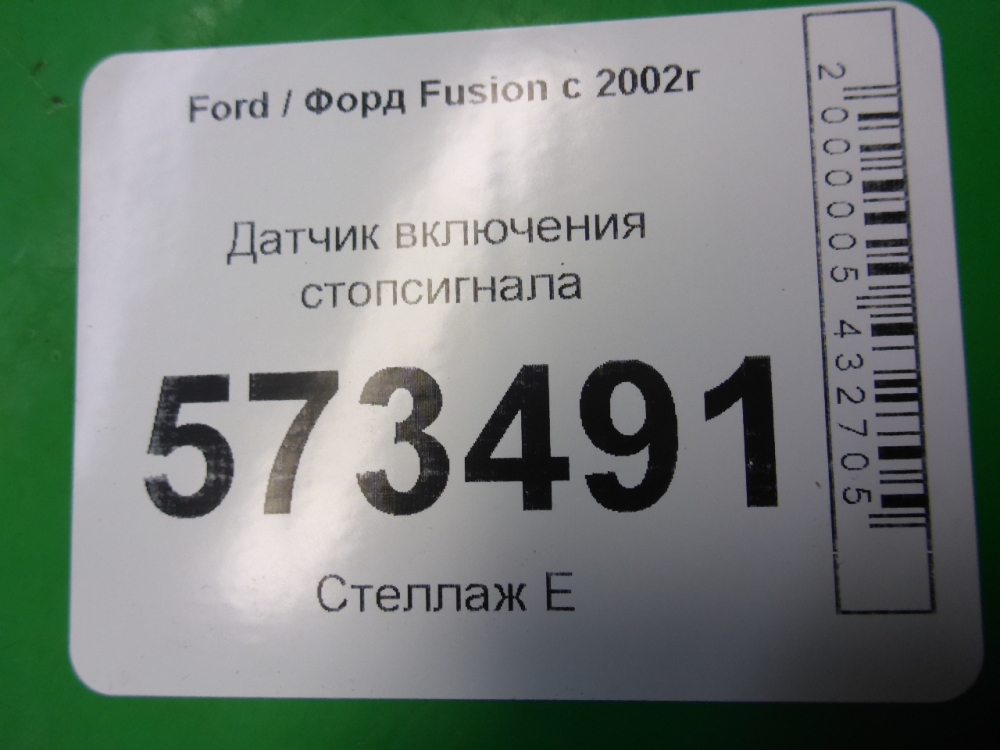 Ford / Форд Fusion с 2002г
Датчик включения
стопсигнала
573491
Стеллаж Е
2000005432705